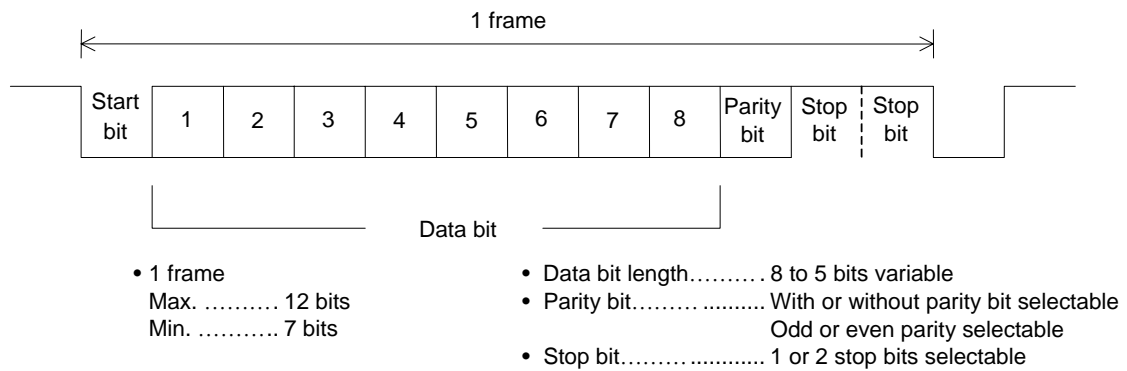 1 frame
Start bit
1 2 3 4 5 6 7 8
Parity bit
Stop bit
Stop bit
Data bit
• 1 frame
Max. .......... 12 bits
Min. ........... 7 bits
• Data bit length.......... 8 to 5 bits variable
• Parity bit......... .......... With or without parity bit selectable
Odd or even parity selectable
• Stop bit......... ............ 1 or 2 stop bits selectable